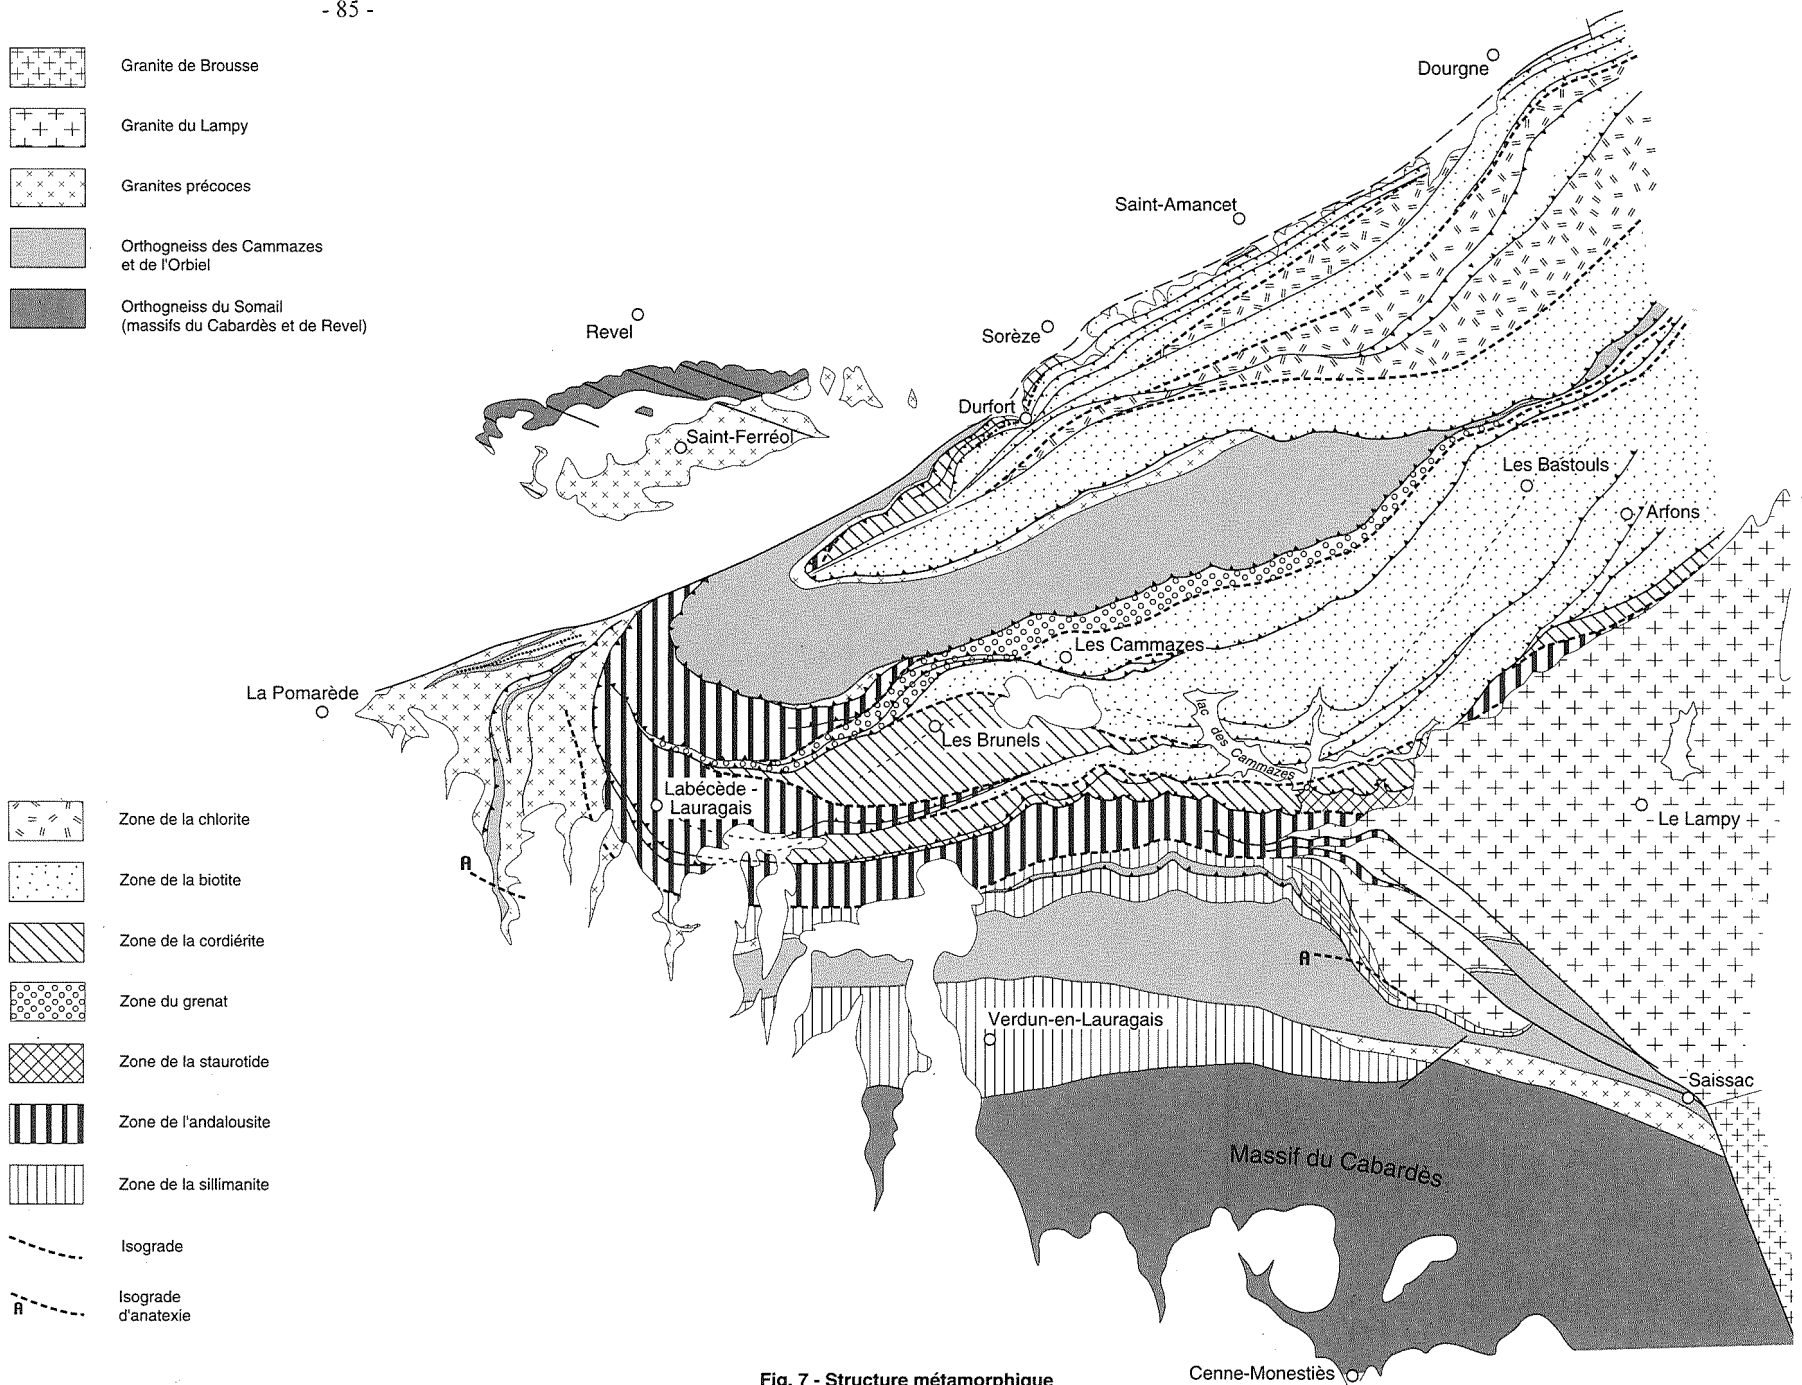 - 85 -
Granite de Brousse
Granite du Lampy
Granites précoces
Orthogneiss des Cammazes
et de l'Orbiel
Orthogneiss du Somail
(massifs du Cabardès et de Revel)
Dourgne
Saint-Amancet
Revel
Sorèze
Durfort
Saint-Ferréol
Les Bastouls
Arfons
Les Cammazes
La Pomarède
lac
des Cammazes
Les Brunels
Labécède -
Lauragais
Le Lampy
Zone de la chlorite
Zone de la biotite
Zone de la cordiérite
Zone du grenat
Zone de la staurotide
Zone de l'andalousite
Zone de la sillimanite
Isograde
A
Isograde
d'anatexie
A
A
Verdun-en-Lauragais
Saissac
Massif du Cabardès
Cenne-Monestiès
Fig. 7 - Structure métamorphique